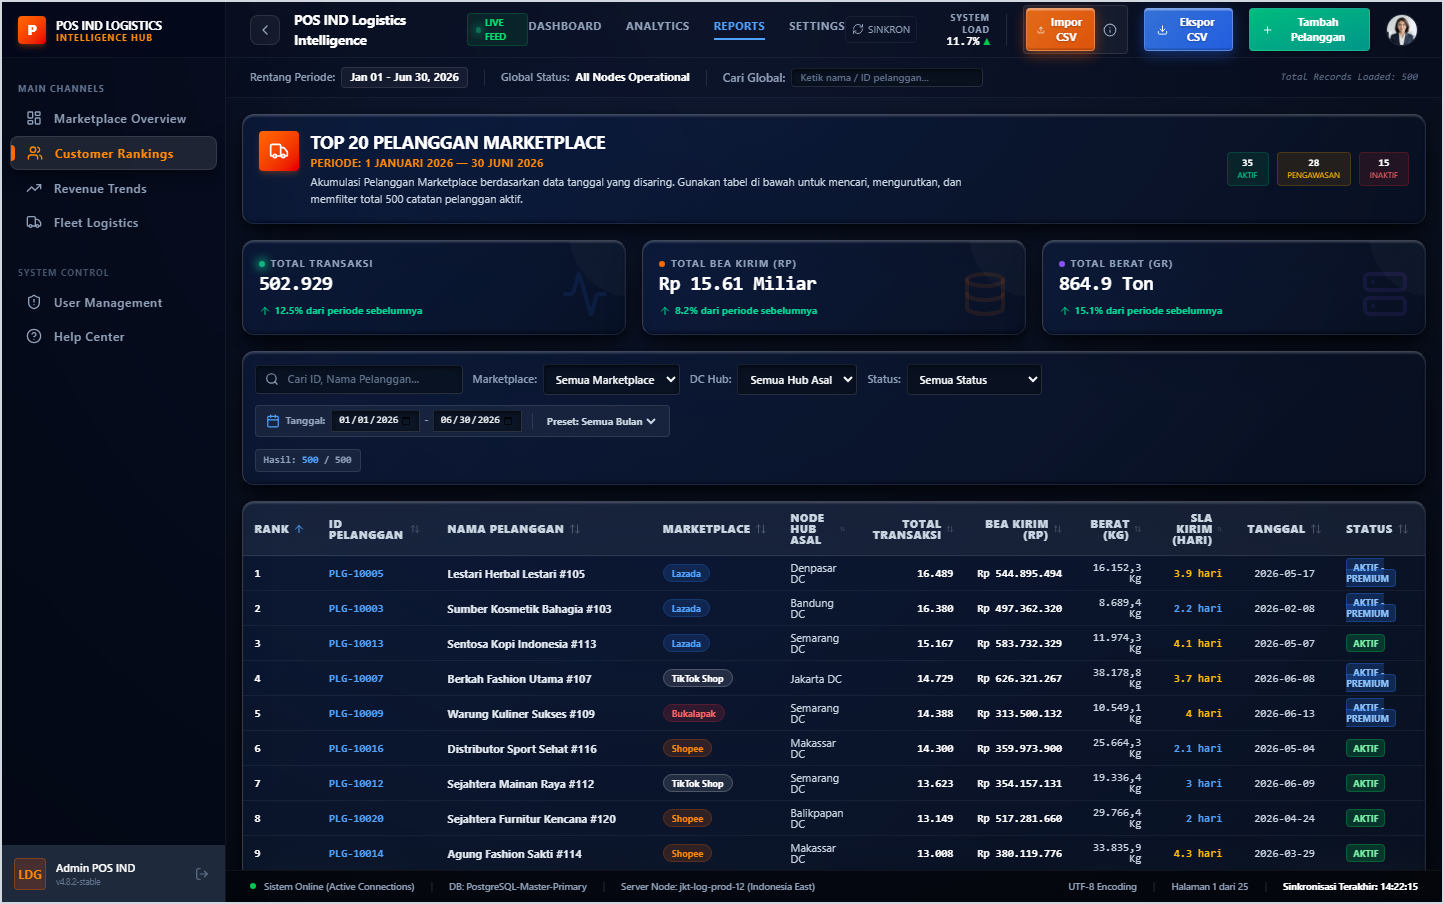 P POS IND LOGISTICS
INTELLIGENCE HUB
MAIN CHANNELS
Marketplace Overview
Customer Rankings
Revenue Trends
Fleet Logistics
SYSTEM CONTROL
User Management
Help Center
LDG Admin POS IND
v4.8.2-stable
POS IND Logistics
Intelligence
LIVE
FEED
DASHBOARD ANALYTICS REPORTS SETTINGS
SINKRON
SYSTEM
LOAD
11.7% ▲
Impor
CSV
Ekspor
CSV
+ Tambah
Pelanggan
Rentang Periode: Jan 01 - Jun 30, 2026 Global Status: All Nodes Operational Cari Global: Ketik nama / ID pelanggan... Total Records Loaded: 500
TOP 20 PELANGGAN MARKETPLACE
PERIODE: 1 JANUARI 2026 — 30 JUNI 2026
Akumulasi Pelanggan Marketplace berdasarkan data tanggal yang disaring. Gunakan tabel di bawah untuk mencari, mengurutkan, dan
memfilter total 500 catatan pelanggan aktif.
35
AKTIF
28
PENGAWASAN
15
INAKTIF
TOTAL TRANSAKSI
502.929
↑ 12.5% dari periode sebelumnya
TOTAL BEA KIRIM (RP)
Rp 15.61 Miliar
↑ 8.2% dari periode sebelumnya
TOTAL BERAT (GR)
864.9 Ton
↑ 15.1% dari periode sebelumnya
Cari ID, Nama Pelanggan... Marketplace: Semua Marketplace DC Hub: Semua Hub Asal Status: Semua Status
Tanggal: 01/01/2026 - 06/30/2026 Preset: Semua Bulan
Hasil: 500 / 500
RANK ↑ ID PELANGGAN ↑↓ NAMA PELANGGAN ↑↓ MARKETPLACE ↑↓ NODE HUB ASAL TOTAL TRANSAKSI ↑↓ BEA KIRIM (RP) ↑↓ BERAT (KG) ↑↓ SLA KIRIM (HARI) TANGGAL ↑↓ STATUS ↑↓
1 PLG-10005 Lestari Herbal Lestari #105 Lazada Denpasar DC 16.489 Rp 544.895.494 16.152,3 Kg 3.9 hari 2026-05-17 AKTIF - PREMIUM
2 PLG-10003 Sumber Kosmetik Bahagia #103 Lazada Bandung DC 16.380 Rp 497.362.320 8.689,4 Kg 2.2 hari 2026-02-08 AKTIF - PREMIUM
3 PLG-10013 Sentosa Kopi Indonesia #113 Lazada Semarang DC 15.167 Rp 583.732.329 11.974,3 Kg 4.1 hari 2026-05-07 AKTIF
4 PLG-10007 Berkah Fashion Utama #107 TikTok Shop Jakarta DC 14.729 Rp 626.321.267 38.178,8 Kg 3.7 hari 2026-06-08 AKTIF - PREMIUM
5 PLG-10009 Warung Kuliner Sukses #109 Bukalapak Semarang DC 14.388 Rp 313.500.132 10.549,1 Kg 4 hari 2026-06-13 AKTIF - PREMIUM
6 PLG-10016 Distributor Sport Sehat #116 Shopee Makassar DC 14.300 Rp 359.973.900 25.664,3 Kg 2.1 hari 2026-05-04 AKTIF
7 PLG-10012 Sejahtera Mainan Raya #112 TikTok Shop Semarang DC 13.623 Rp 354.157.131 19.336,4 Kg 3 hari 2026-06-09 AKTIF
8 PLG-10020 Sejahtera Furnitur Kencana #120 Shopee Balikpapan DC 13.149 Rp 517.281.660 29.766,4 Kg 2 hari 2026-04-24 AKTIF
9 PLG-10014 Agung Fashion Sakti #114 Shopee Makassar DC 13.008 Rp 380.119.776 33.835,9 Kg 4.3 hari 2026-03-29 AKTIF
Sistem Online (Active Connections) DB: PostgreSQL-Master-Primary Server Node: jkt-log-prod-12 (Indonesia East) UTF-8 Encoding Halaman 1 dari 25 Sinkronisasi Terakhir: 14:22:15